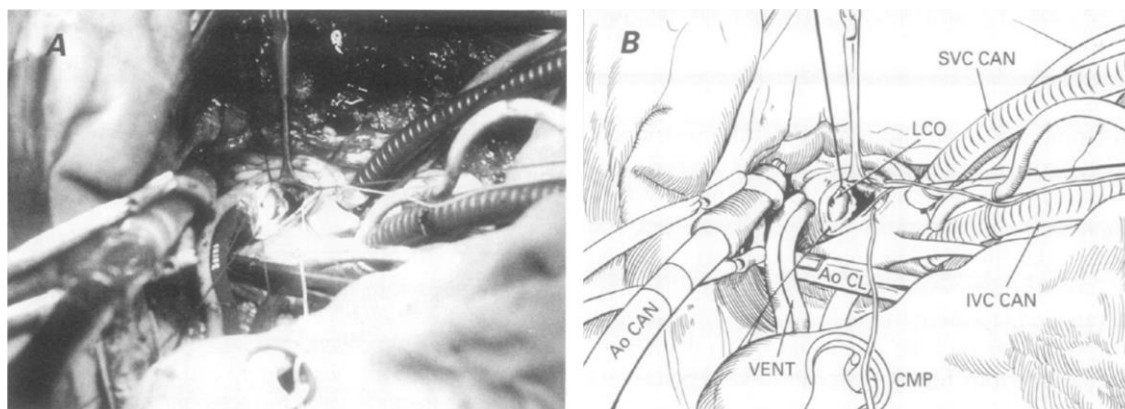 A
B
SVC CAN
LCO
Ao CL
Ao CAN
IVC CAN
VENT
CMP